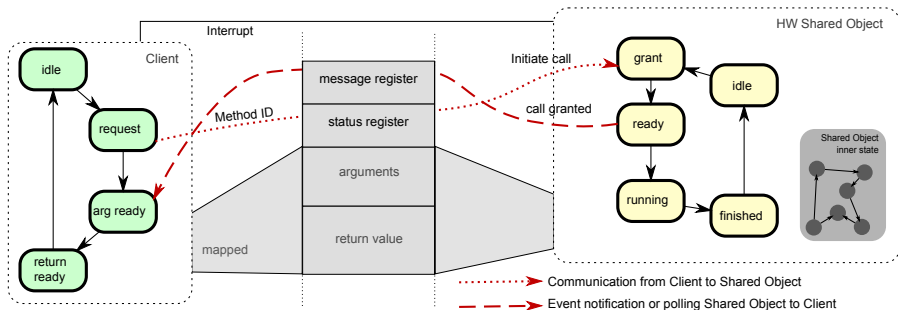 HW Shared Object
Interrupt
Client
Initiate call
idle
message register
grant
idle
request
Method ID
status register
call granted
ready
Shared Object
inner state
arguments
arg ready
running
finished
return value
mapped
return
ready
Communication from Client to Shared Object
Event notification or polling Shared Object to Client